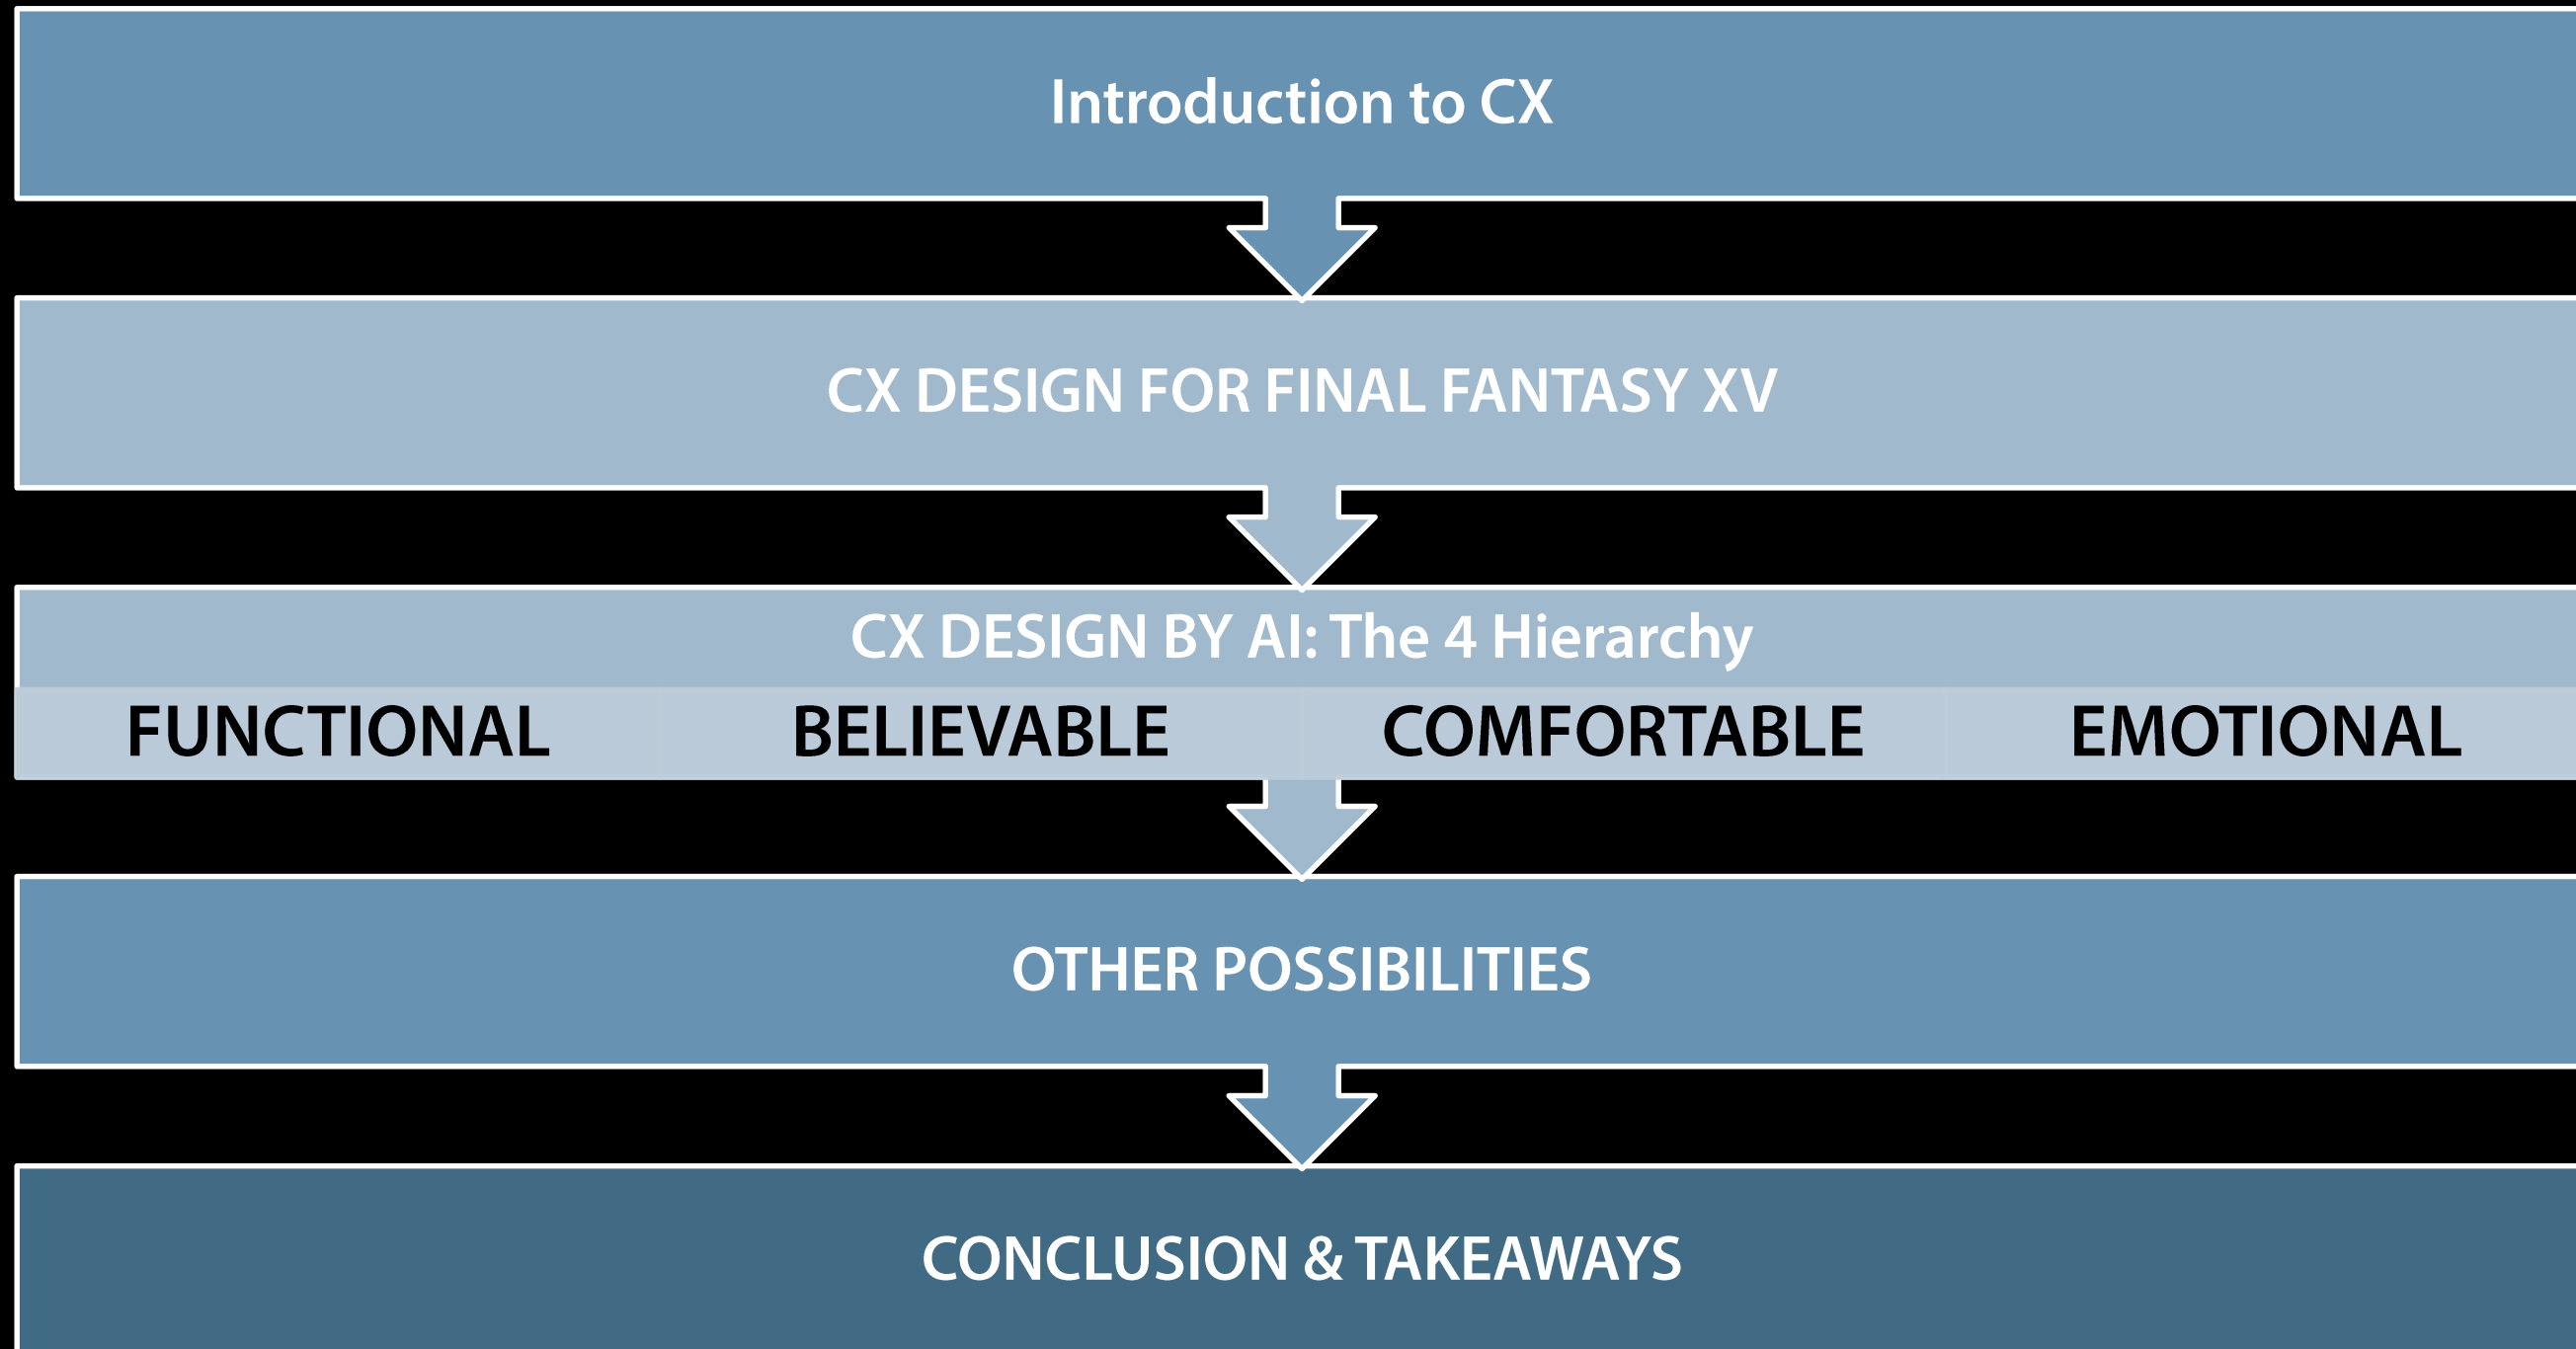 Introduction to CX
CX DESIGN FOR FINAL FANTASY XV
CX DESIGN BY AI: The 4 Hierarchy
FUNCTIONAL BELIEVABLE COMFORTABLE EMOTIONAL
OTHER POSSIBILITIES
CONCLUSION & TAKEAWAYS